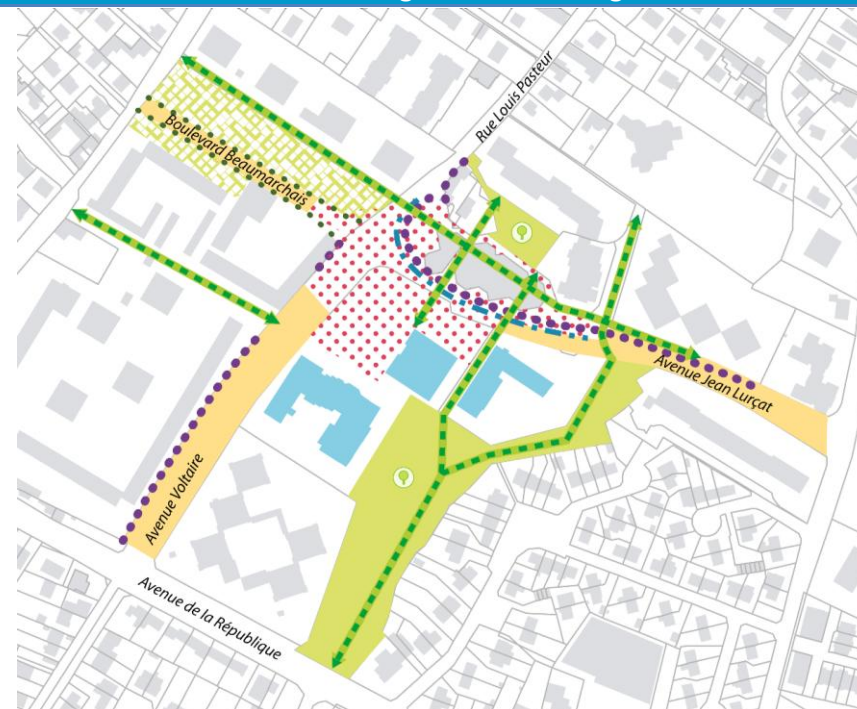 Rue Louis Pasteur
Boulevard Beaumarchais
Avenue Jean Lurçat
Avenue Voltaire
Avenue de la République